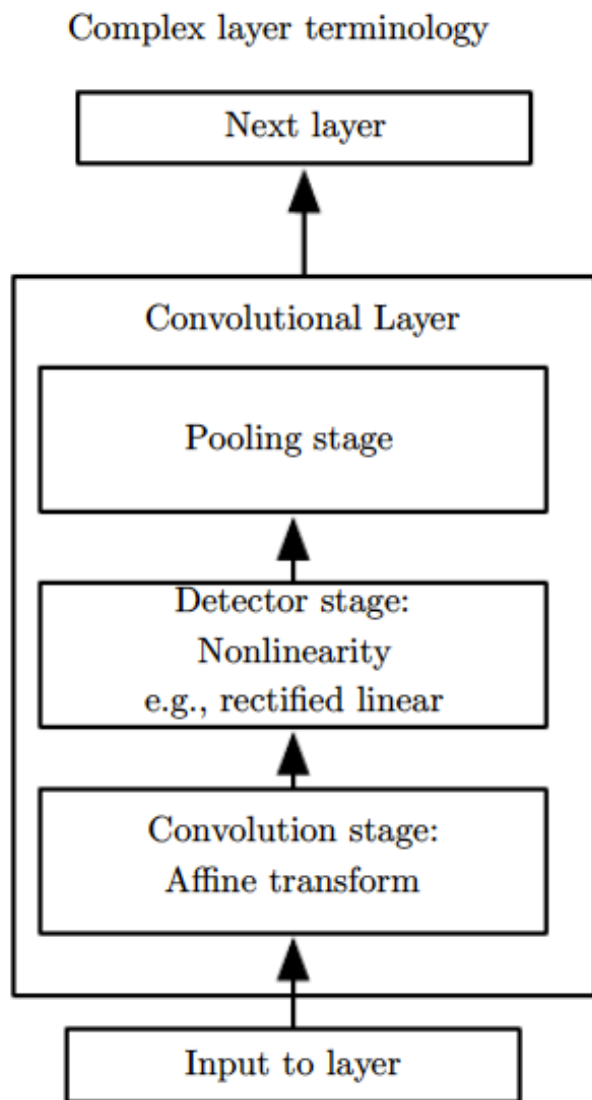 Complex layer terminology
Next layer
Convolutional Layer
Pooling stage
Detector stage:
Nonlinearity
e.g., rectified linear
Convolution stage:
Affine transform
Input to layer